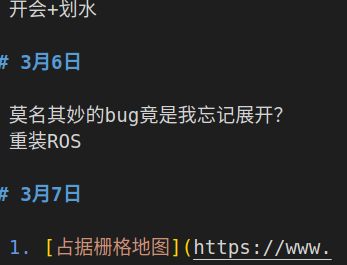 开会+划水
# 3月6日
莫名其妙的bug竟是我忘记展开？
重装ROS
# 3月7日
1. [占据栅格地图](https://www.